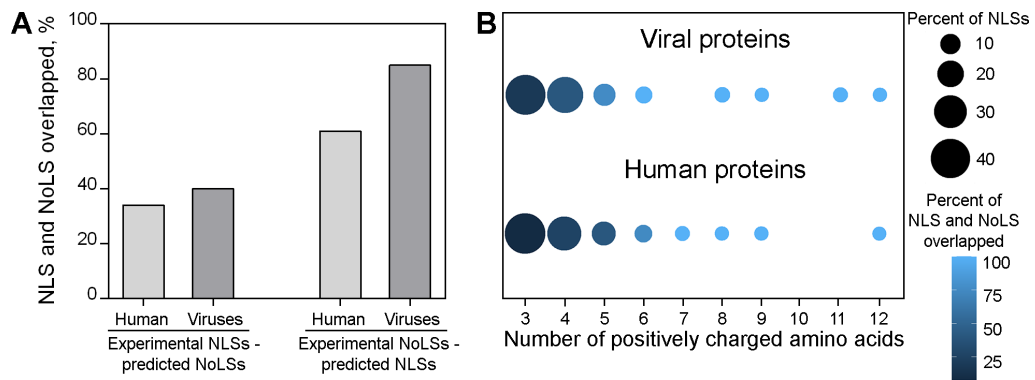 A
NLS and NoLS overlapped, %
100
80
60
40
20
0
Human Viruses Human Viruses
Experimental NLSs - Experimental NoLSs -
predicted NoLSs predicted NLSs
B
Viral proteins
Human proteins
3 4 5 6 7 8 9 10 11 12
Number of positively charged amino acids
Percent of NLSs
10
20
30
40
Percent of
NLS and NoLS
overlapped
100
75
50
25